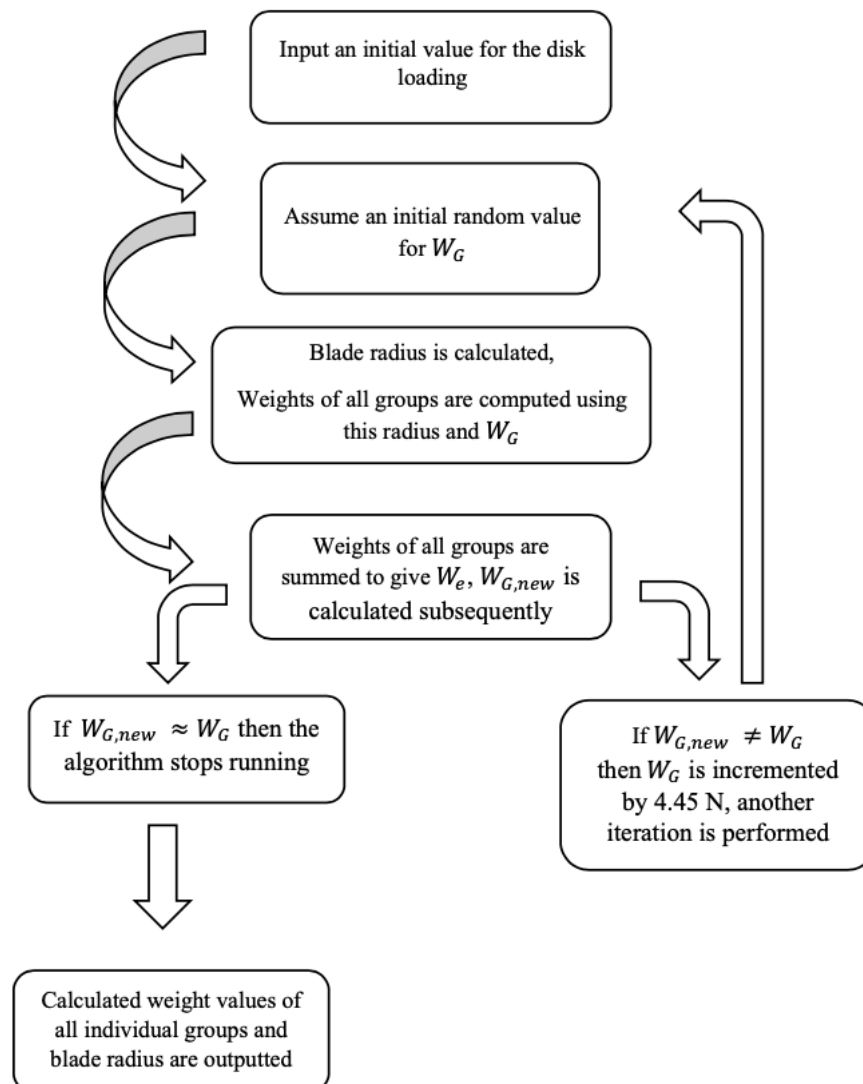 Input an initial value for the disk
loading
Assume an initial random value
for W_G
Blade radius is calculated,
Weights of all groups are computed using
this radius and W_G
Weights of all groups are
summed to give W_e, W_{G,new} is
calculated subsequently
If W_{G,new} ≈ W_G then the
algorithm stops running
If W_{G,new} ≠ W_G
then W_G is incremented
by 4.45 N, another
iteration is performed
Calculated weight values of
all individual groups and
blade radius are outputted